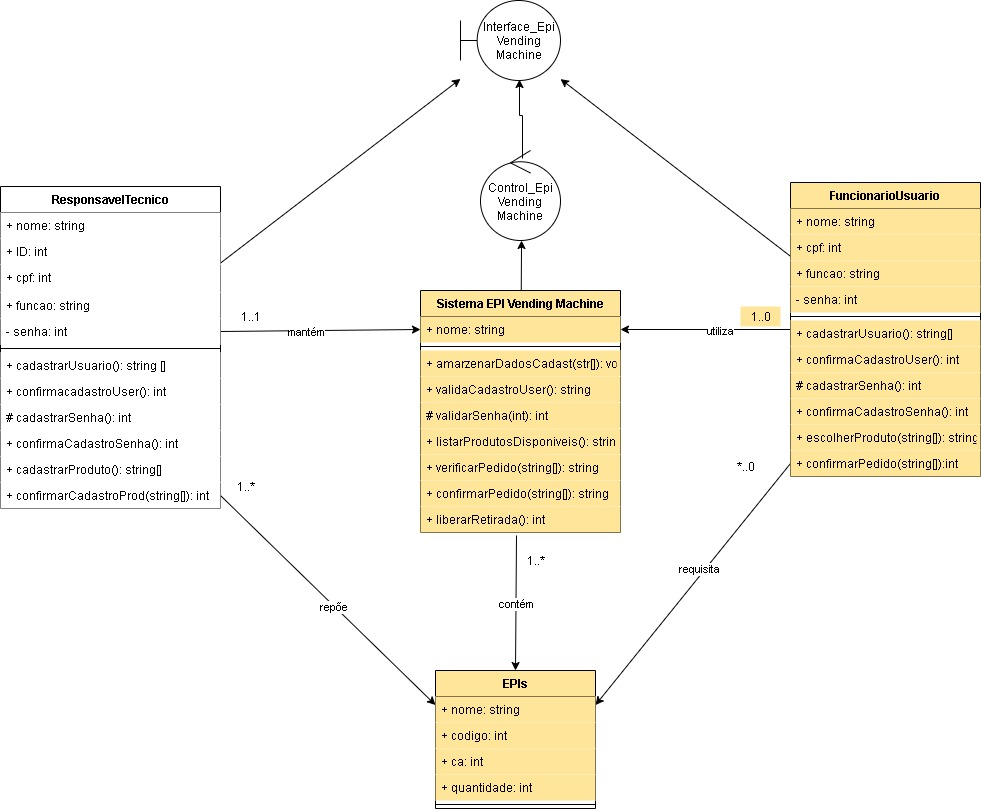 Interface_Epi
Vending
Machine
Control_Epi
Vending
Machine
ResponsavelTecnico
+ nome: string
+ ID: int
+ cpf: int
+ funcao: string
- senha: int
+ cadastrarUsuario(): string []
+ confirmacadastroUser(): int
# cadastrarSenha(): int
+ confirmaCadastroSenha(): int
+ cadastrarProduto(): string[]
+ confirmarCadastroProd(string[]): int
1..1
mantém
Sistema EPI Vending Machine
+ nome: string
+ amarzenarDadosCadast(str[]): vo
+ validaCadastroUser(): string
# validarSenha(int): int
+ listarProdutosDisponiveis(): strin
+ verificarPedido(string[]): string
+ confirmarPedido(string[]): string
+ liberarRetirada(): int
1..0
utiliza
FuncionarioUsuario
+ nome: string
+ cpf: int
+ funcao: string
- senha: int
+ cadastrarUsuario(): string[]
+ confirmaCadastroUser(): int
# cadastrarSenha(): int
+ confirmaCadastroSenha(): int
+ escolherProduto(string[]): string
+ confirmarPedido(string[]):int
1..*
repõe
1..*
contém
*..0
requisita
EPIs
+ nome: string
+ codigo: int
+ ca: int
+ quantidade: int